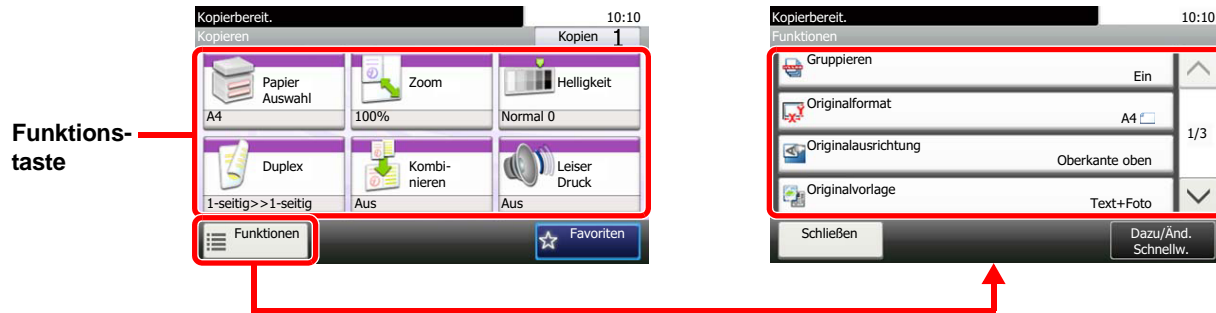 Funktions-
taste
Kopierbereit.
10:10
Kopieren
Kopien 1
Papier
Auswahl
A4
Zoom
100%
Helligkeit
Normal 0
Duplex
1-seitig>>1-seitig
Kombi-
nieren
Aus
Leiser
Druck
Aus
Funktionen
Favoriten
Kopierbereit.
10:10
Funktionen
Gruppieren
Ein
Originalformat
A4
Originalausrichtung
Oberkante oben
Originalvorlage
Text+Foto
1/3
Schließen
Dazu/Änd.
Schnellw.